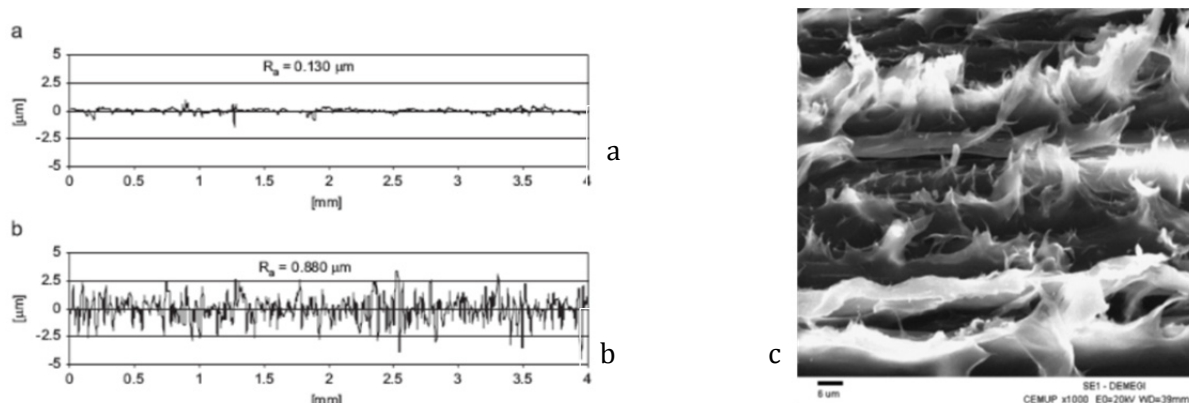 a
5
2.5
0
-2.5
-5
[µm]
Ra = 0.130 µm
0 0.5 1 1.5 2 2.5 3 3.5 4
[mm]
a
b
5
2.5
0
-2.5
-5
[µm]
Ra = 0.880 µm
0 0.5 1 1.5 2 2.5 3 3.5 4
[mm]
b
c
6 um
SE1 - DEMEGI
CEMUP x1000 E0=20kV WD=39mm